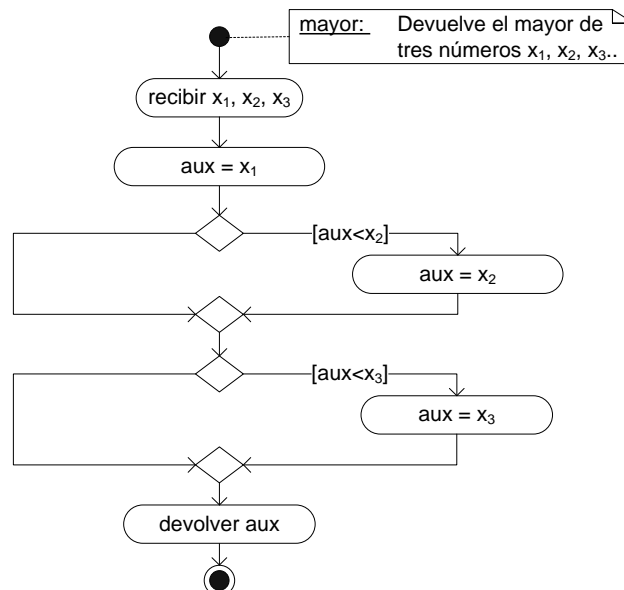 mayor: Devuelve el mayor de
tres números x₁, x₂, x₃..
recibir x₁, x₂, x₃
aux = x₁
[aux<x₂]
aux = x₂
[aux<x₃]
aux = x₃
devolver aux